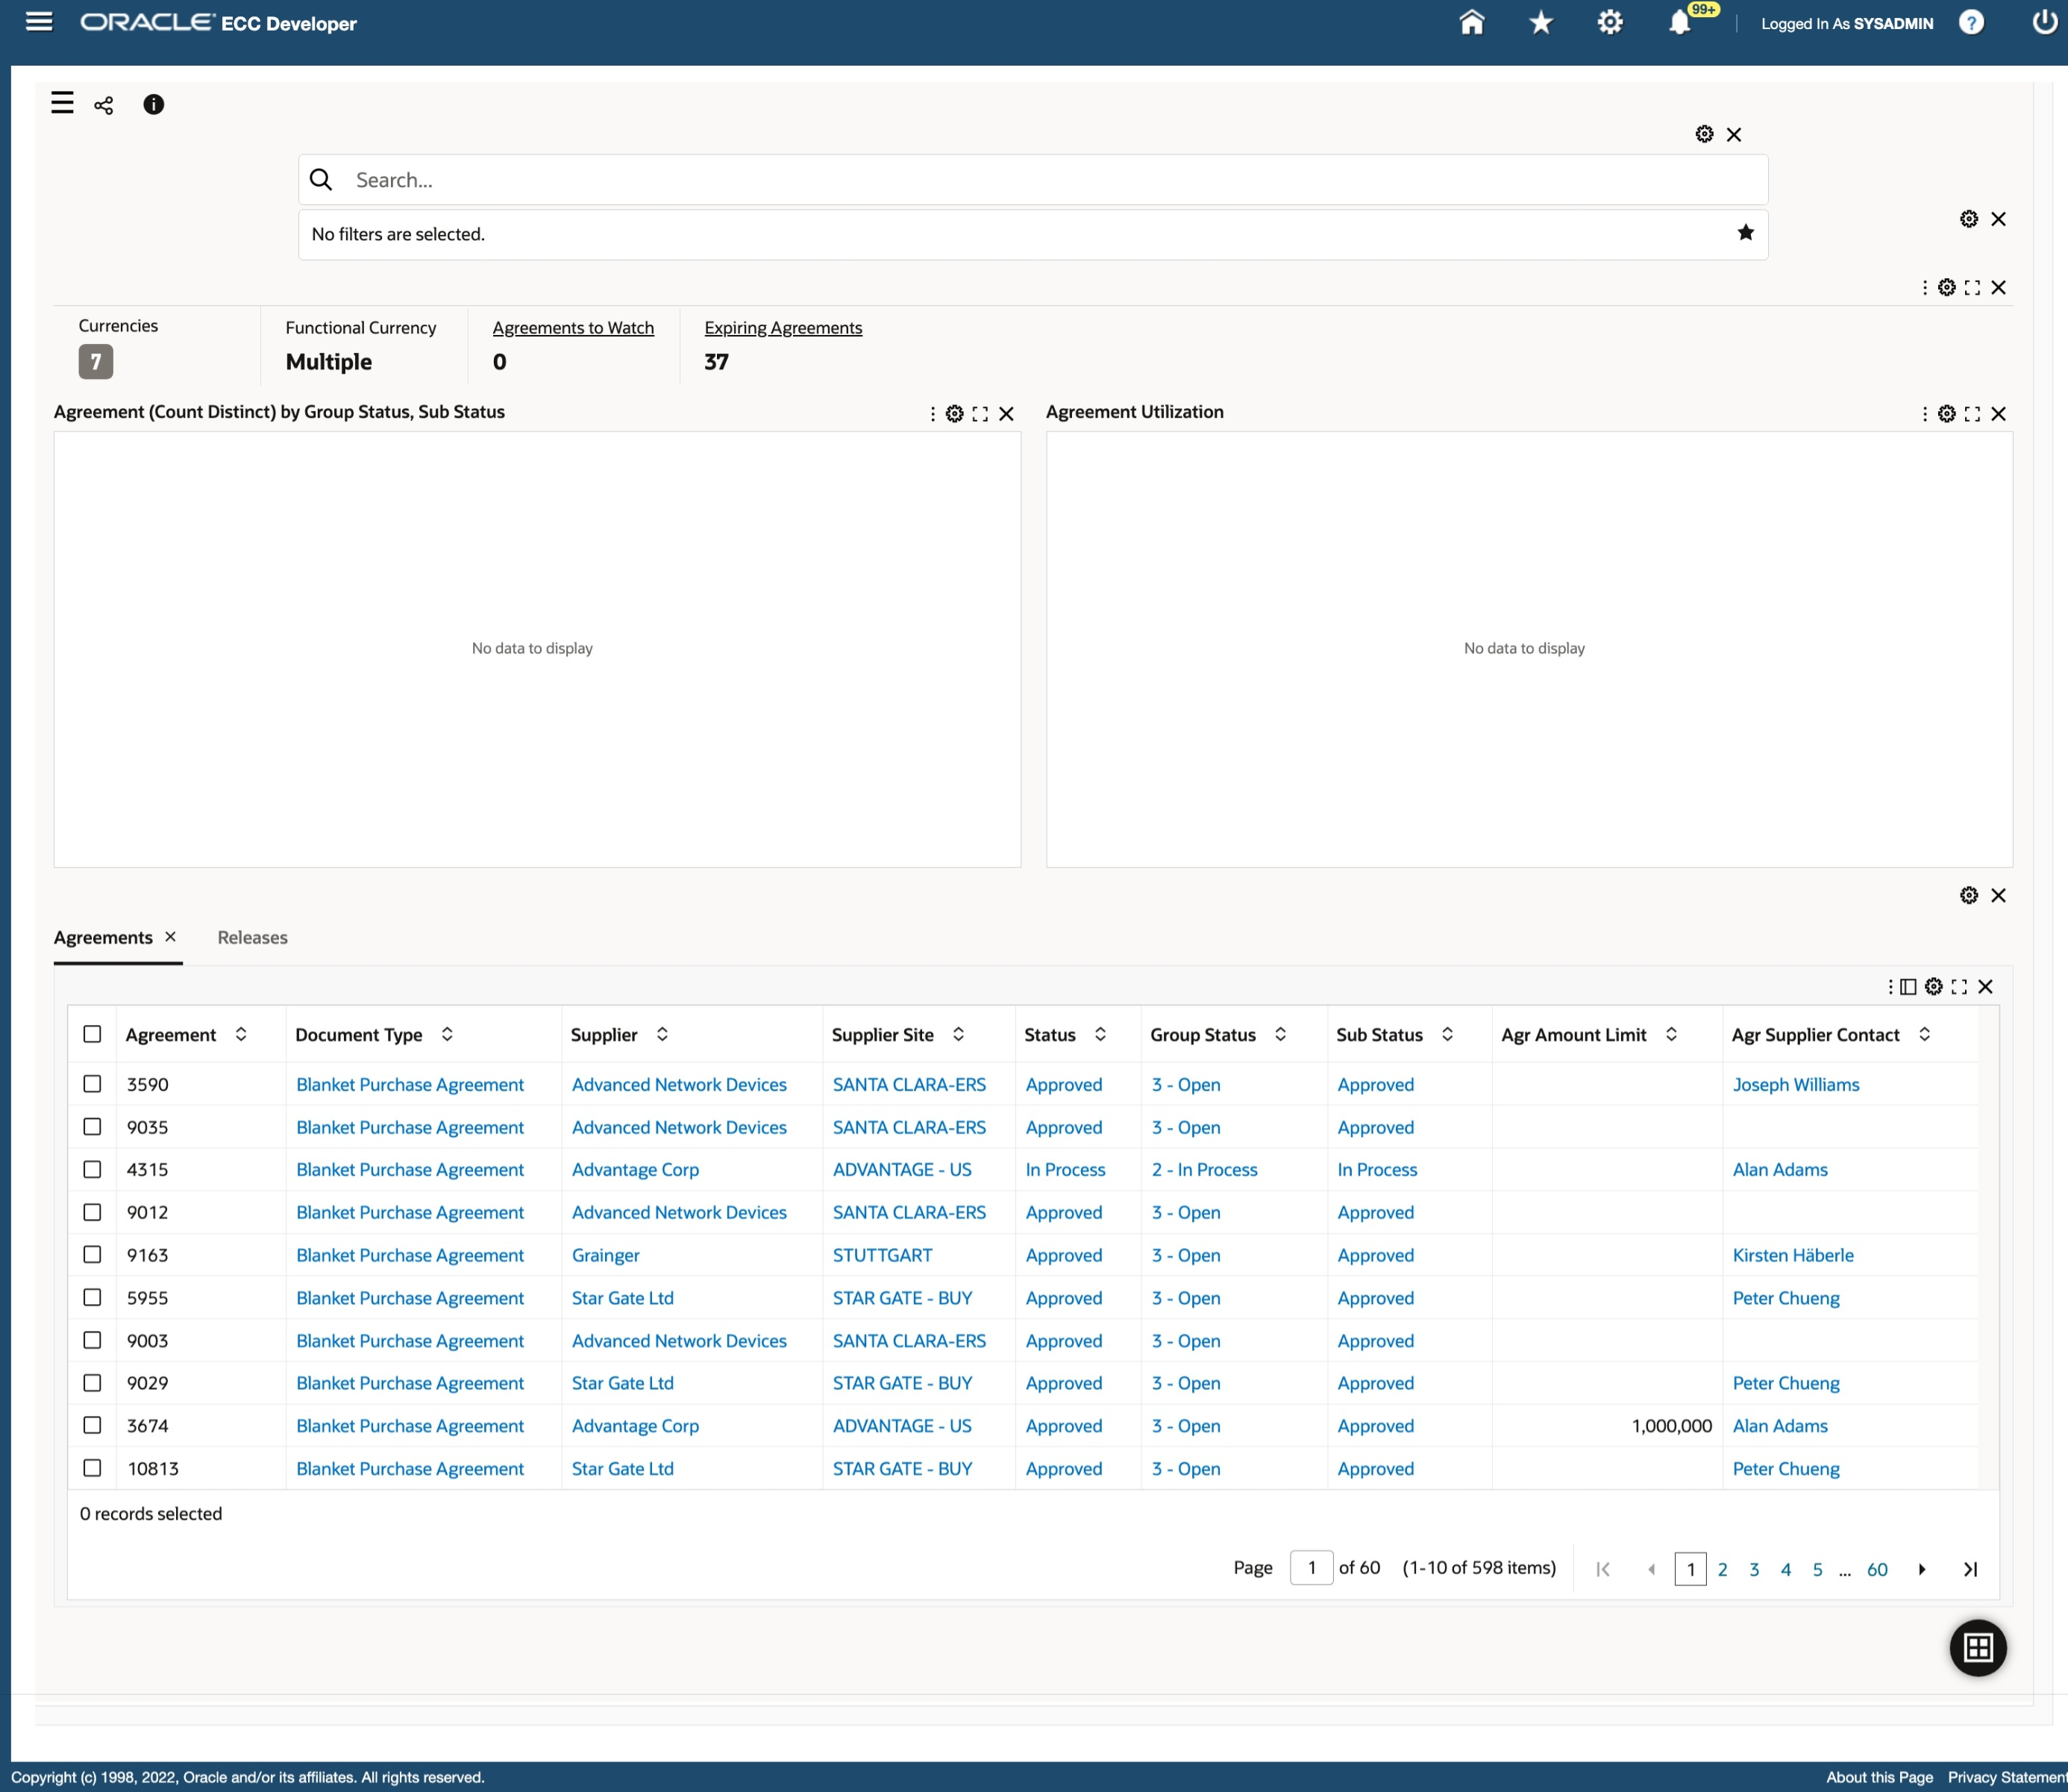 ORACLE ECC Developer
99+
Logged In As SYSADMIN
?
Search...
No filters are selected.
Currencies
7
Functional Currency
Multiple
Agreements to Watch
0
Expiring Agreements
37
Agreement (Count Distinct) by Group Status, Sub Status
No data to display
Agreement Utilization
No data to display
Agreements Releases
Agreement Document Type Supplier Supplier Site Status Group Status Sub Status Agr Amount Limit Agr Supplier Contact
3590 Blanket Purchase Agreement Advanced Network Devices SANTA CLARA-ERS Approved 3 - Open Approved Joseph Williams
9035 Blanket Purchase Agreement Advanced Network Devices SANTA CLARA-ERS Approved 3 - Open Approved
4315 Blanket Purchase Agreement Advantage Corp ADVANTAGE - US In Process 2 - In Process In Process Alan Adams
9012 Blanket Purchase Agreement Advanced Network Devices SANTA CLARA-ERS Approved 3 - Open Approved
9163 Blanket Purchase Agreement Grainger STUTTGART Approved 3 - Open Approved Kirsten Häberle
5955 Blanket Purchase Agreement Star Gate Ltd STAR GATE - BUY Approved 3 - Open Approved Peter Chueng
9003 Blanket Purchase Agreement Advanced Network Devices SANTA CLARA-ERS Approved 3 - Open Approved
9029 Blanket Purchase Agreement Star Gate Ltd STAR GATE - BUY Approved 3 - Open Approved Peter Chueng
3674 Blanket Purchase Agreement Advantage Corp ADVANTAGE - US Approved 3 - Open Approved 1,000,000 Alan Adams
10813 Blanket Purchase Agreement Star Gate Ltd STAR GATE - BUY Approved 3 - Open Approved Peter Chueng
0 records selected
Page 1 of 60 (1-10 of 598 items) 1 2 3 4 5 ... 60
Copyright (c) 1998, 2022, Oracle and/or its affiliates. All rights reserved.
About this Page Privacy Statement